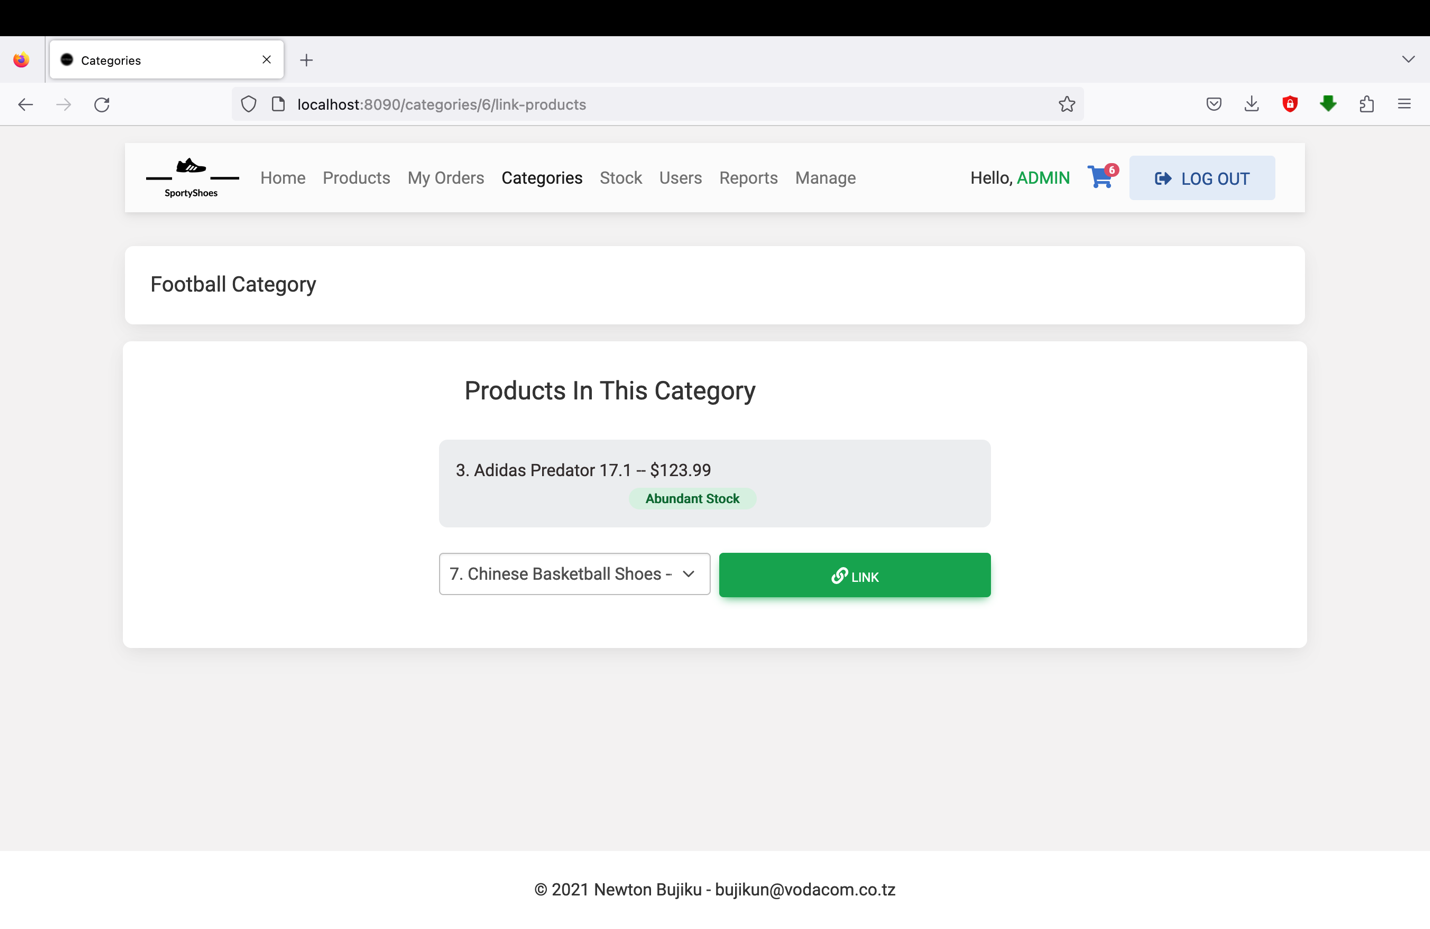 Categories
localhost:8090/categories/6/link-products
SportyShoes
Home Products My Orders Categories Stock Users Reports Manage Hello, ADMIN 6 LOG OUT
Football Category
Products In This Category
3. Adidas Predator 17.1 -- $123.99
Abundant Stock
7. Chinese Basketball Shoes - LINK
© 2021 Newton Bujiku - bujikun@vodacom.co.tz